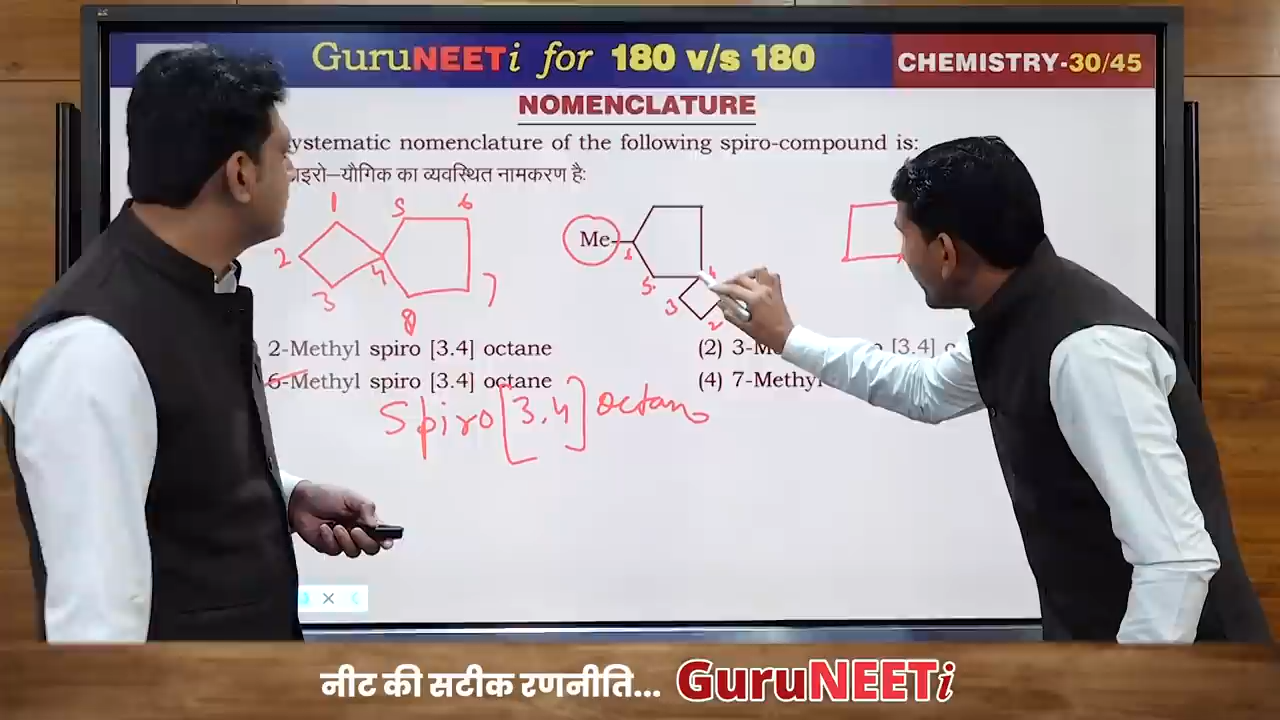 GuruNEETi for 180 v/s 180
CHEMISTRY-30/45
NOMENCLATURE
systematic nomenclature of the following spiro-compound is:
स्पाइरो–यौगिक का व्यवस्थित नामकरण है:
1 5 6
2 4 3 8 7
Me 1 5 4 3 2
2-Methyl spiro [3.4] octane
(2) 3-M [3.4]
6-Methyl spiro [3.4] octane
(4) 7-Methyl
Spiro[3.4]octane
नीट की सटीक रणनीति... GuruNEETi